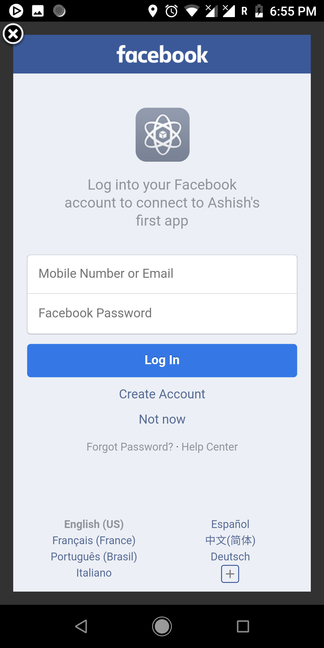 R 6:55 PM
facebook
Log into your Facebook
account to connect to Ashish's
first app
Mobile Number or Email
Facebook Password
Log In
Create Account
Not now
Forgot Password? · Help Center
English (US) Español
Français (France) 中文(简体)
Português (Brasil) Deutsch
Italiano